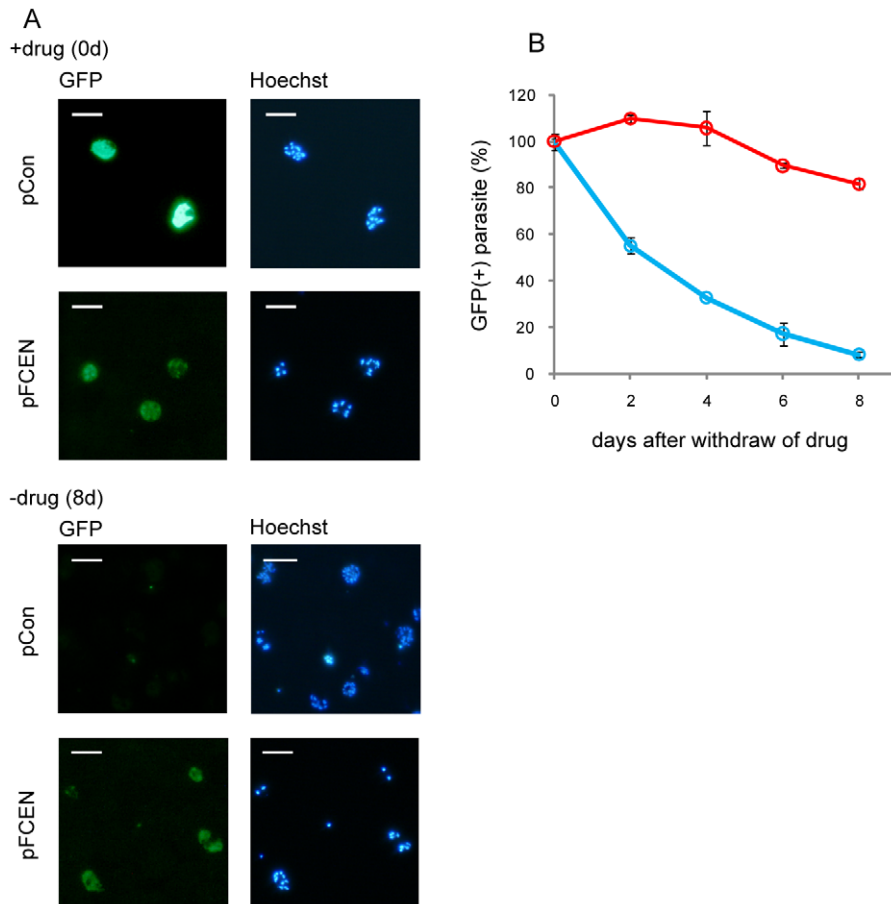 A
+drug (0d)
GFP Hoechst
pCon
pFCEN
-drug (8d)
GFP Hoechst
pCon
pFCEN
B
120
100
80
60
40
20
0
0 2 4 6 8
GFP(+) parasite (%)
days after withdraw of drug